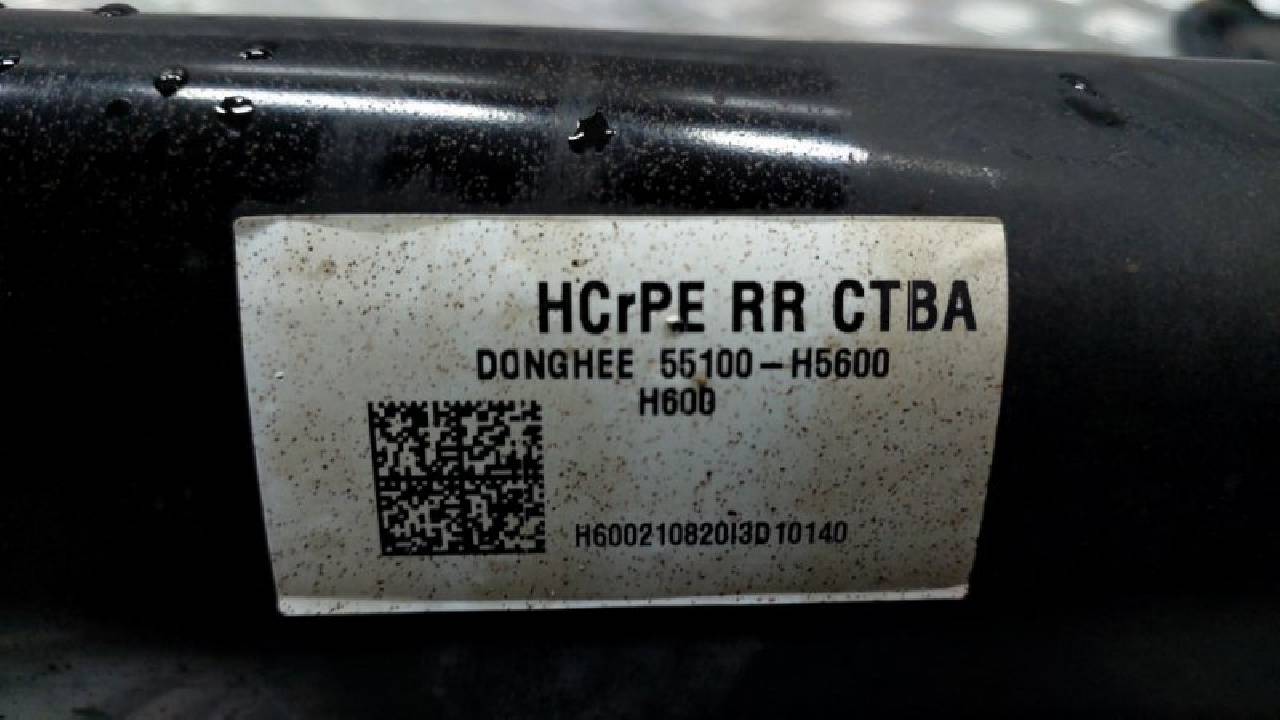 HCrPE RR CTBA
DONGHEE 55100-H5600
H600
H600210820I3D10140